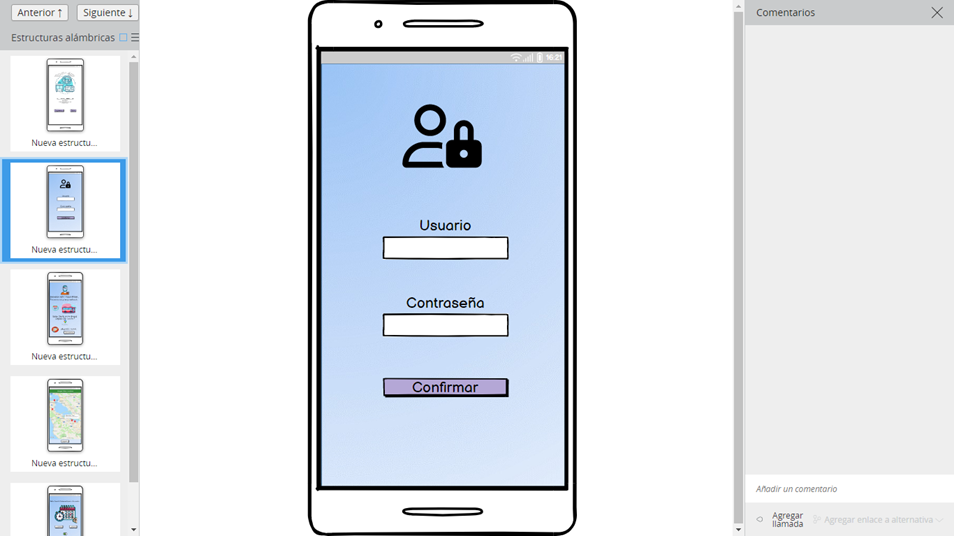 Anterior ↑ Siguiente ↓
Estructuras alámbricas
Nueva estructu...
Nueva estructu...
Nueva estructu...
Nueva estructu...
16:21
Usuario
Contraseña
Confirmar
Comentarios
Añadir un comentario
Agregar
llamada
Agregar enlace a alternativa